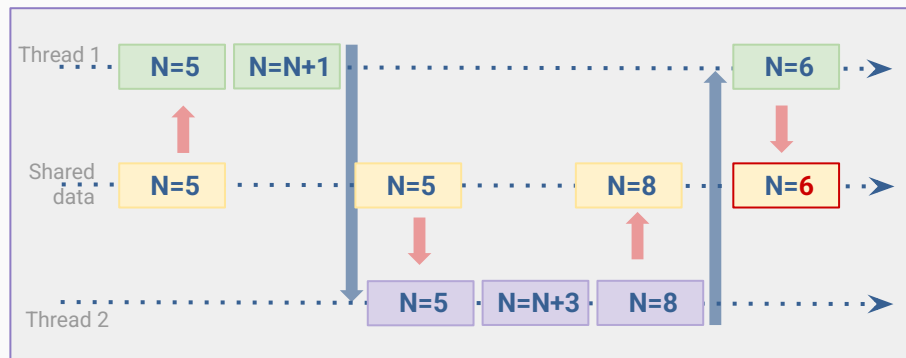 Thread 1
N=5
N=N+1
N=6
Shared
data
N=5
N=5
N=8
N=6
Thread 2
N=5
N=N+3
N=8